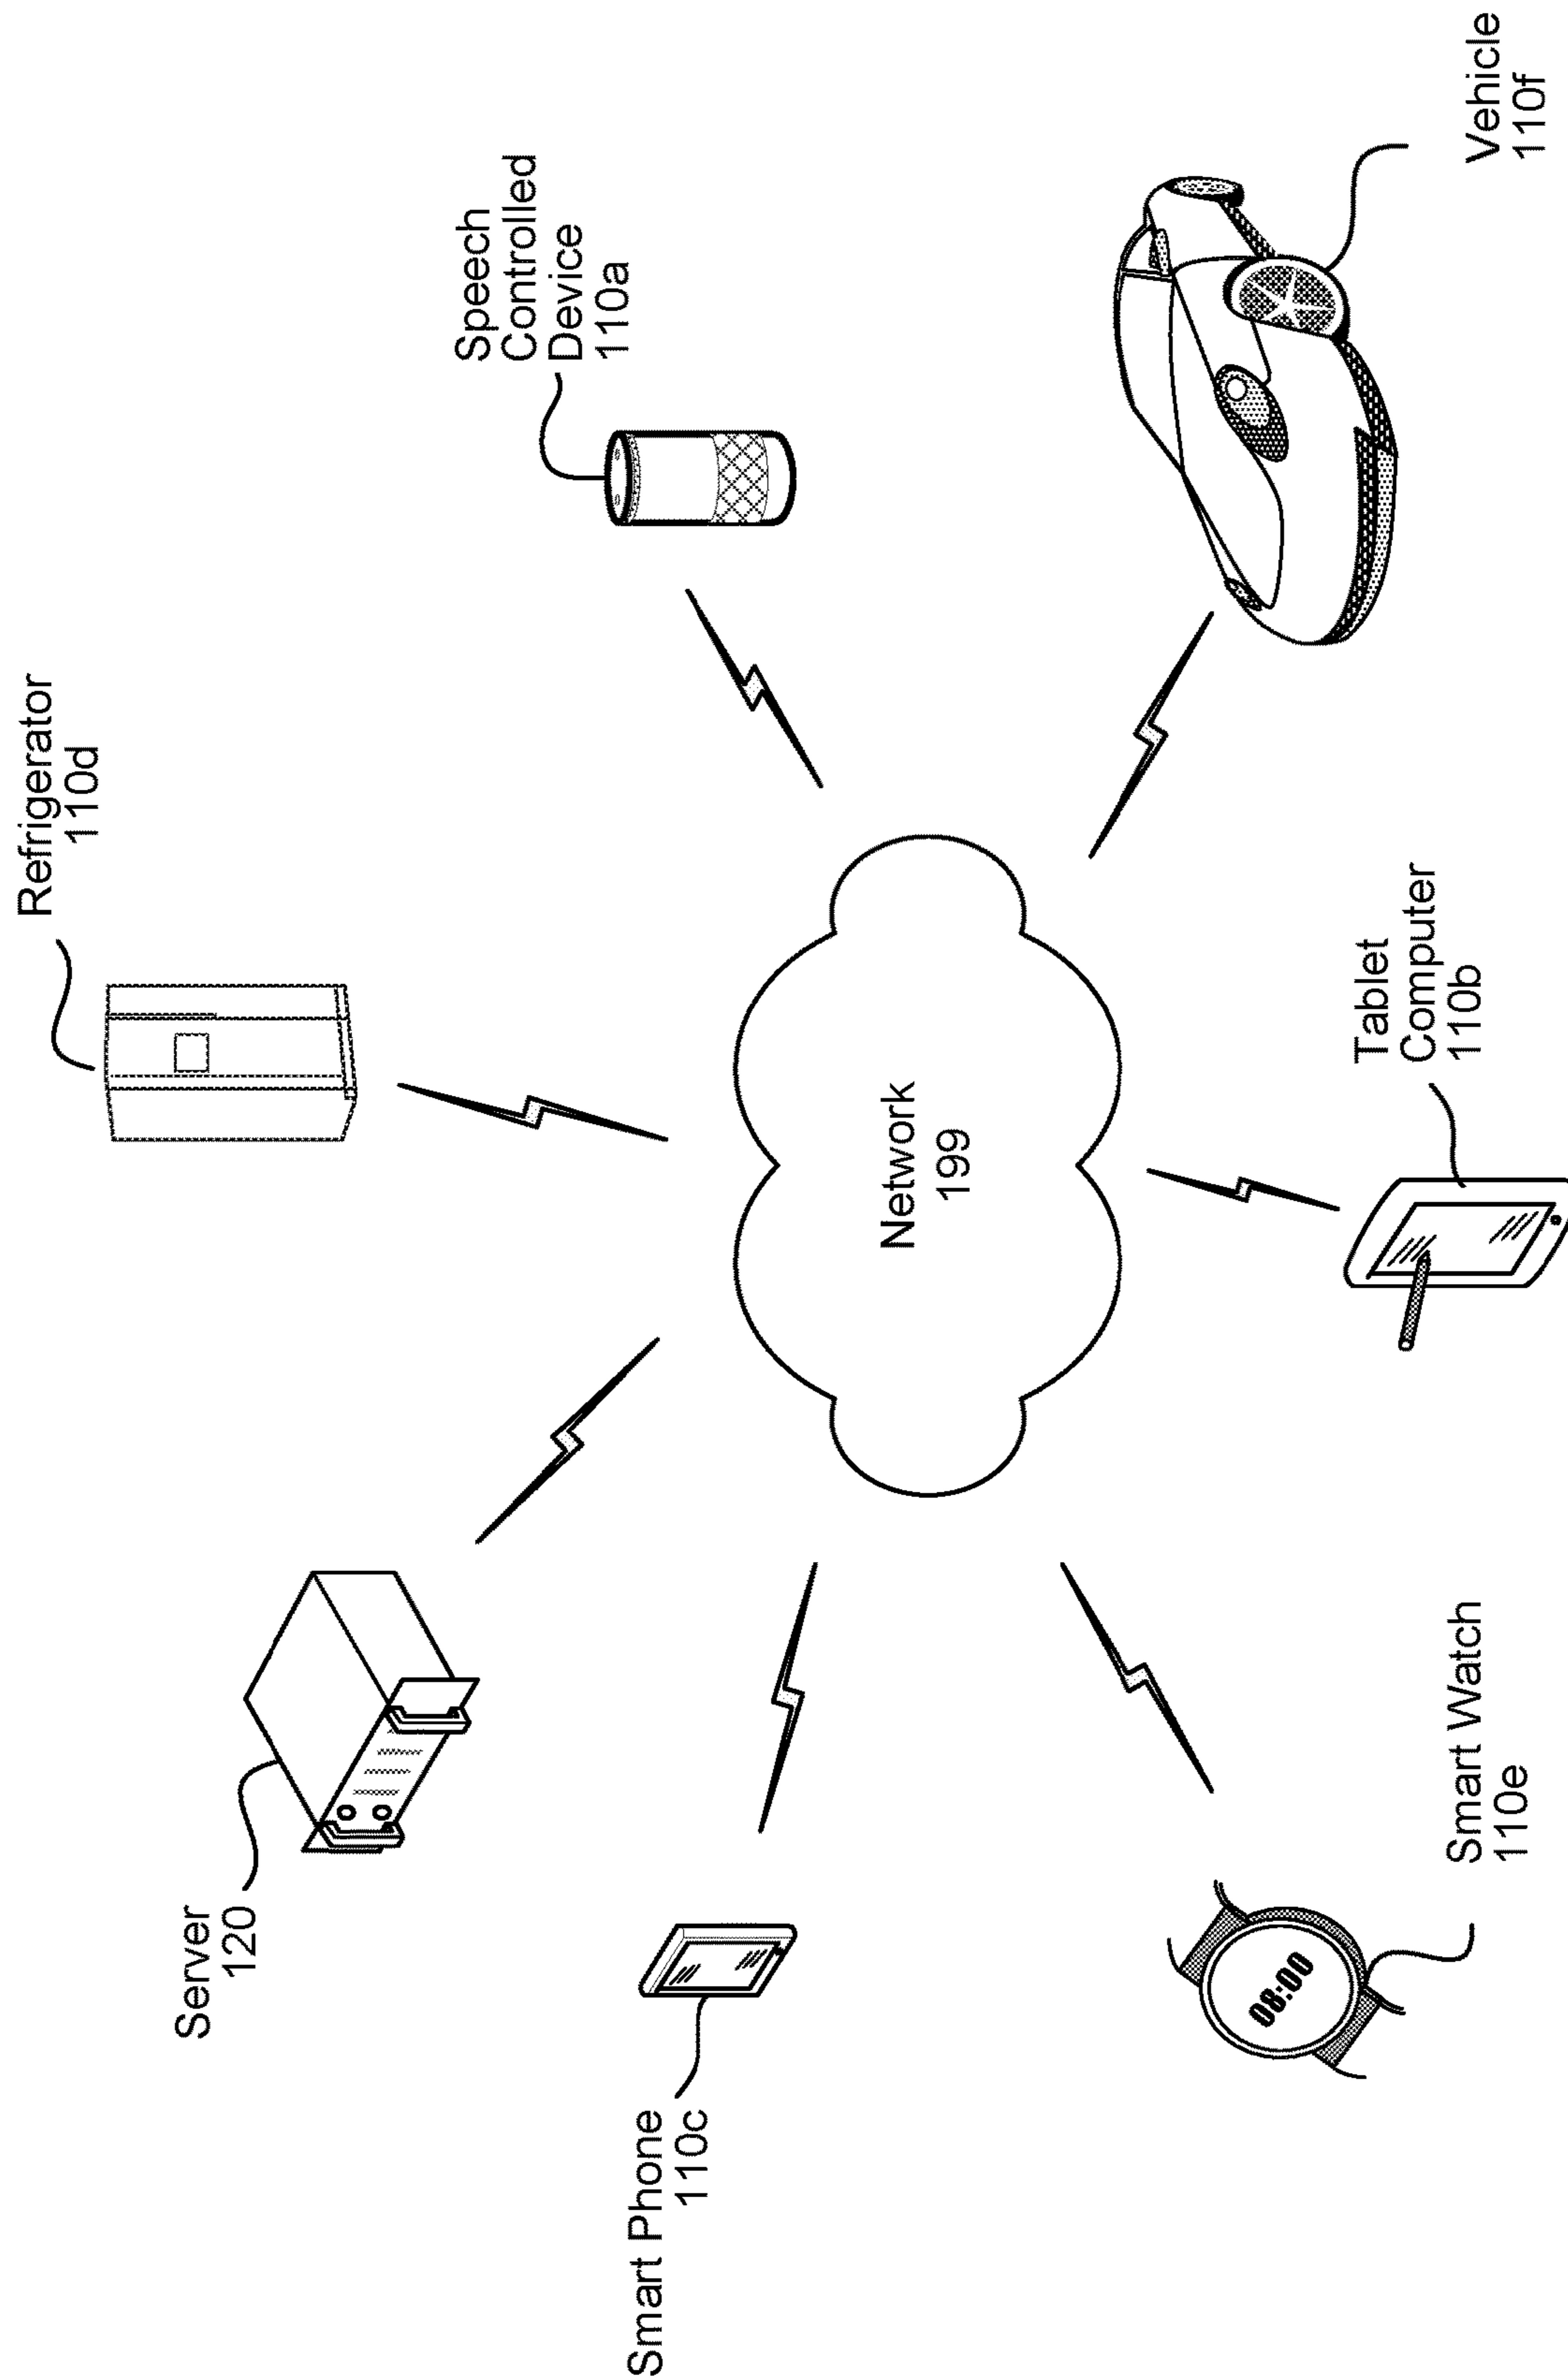 Server
120
Refrigerator
110d
Speech
Controlled
Device
110a
Smart Phone
110c
Network
199
08:00
Smart Watch
110e
Tablet
Computer
110b
Vehicle
110f